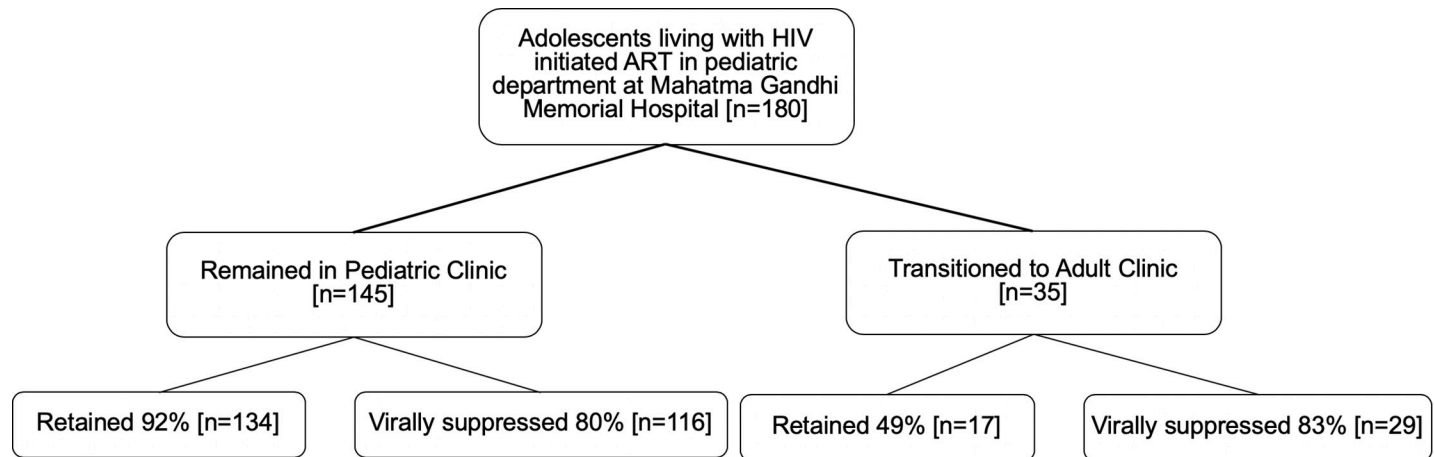 Adolescents living with HIV
initiated ART in pediatric
department at Mahatma Gandhi
Memorial Hospital [n=180]
Remained in Pediatric Clinic
[n=145]
Transitioned to Adult Clinic
[n=35]
Retained 92% [n=134]
Virally suppressed 80% [n=116]
Retained 49% [n=17]
Virally suppressed 83% [n=29]